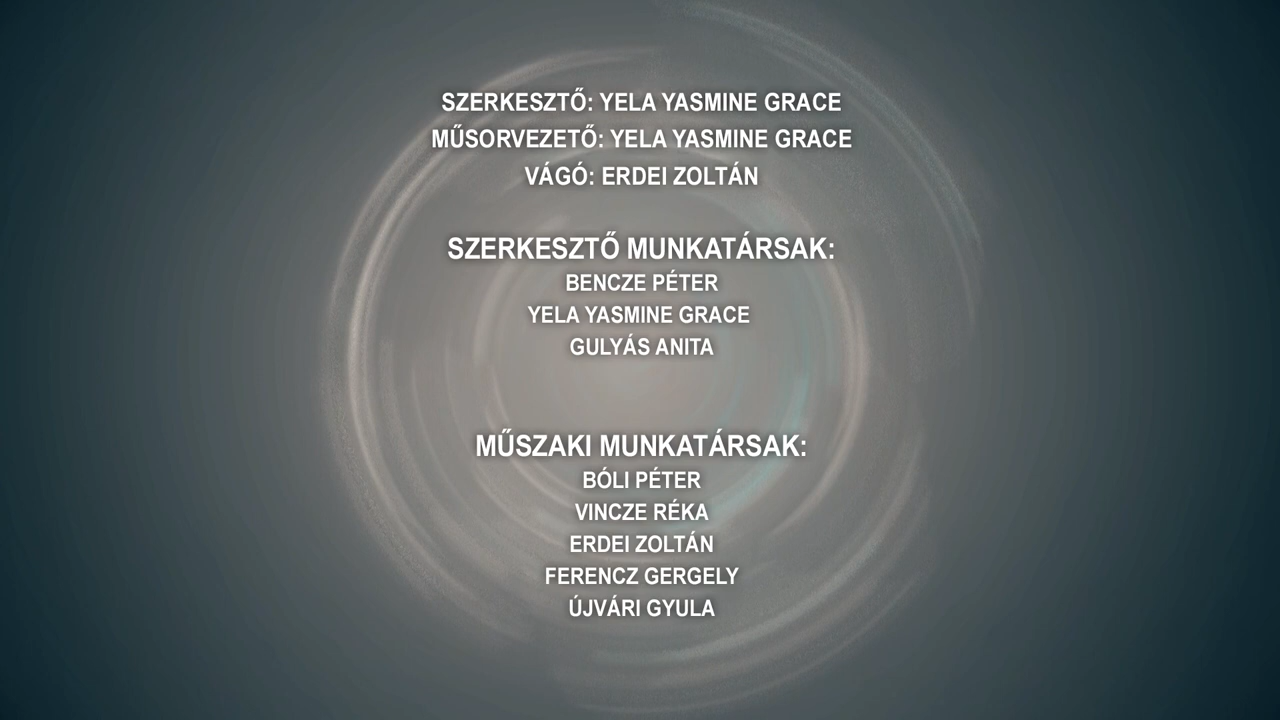 SZERKESZTŐ: YELA YASMINE GRACE
MŰSORVEZETŐ: YELA YASMINE GRACE
VÁGÓ: ERDEI ZOLTÁN
SZERKESZTŐ MUNKATÁRSAK:
BENCZE PÉTER
YELA YASMINE GRACE
GULYÁS ANITA
MŰSZAKI MUNKATÁRSAK:
BÓLI PÉTER
VINCZE RÉKA
ERDEI ZOLTÁN
FERENCZ GERGELY
ÚJVÁRI GYULA